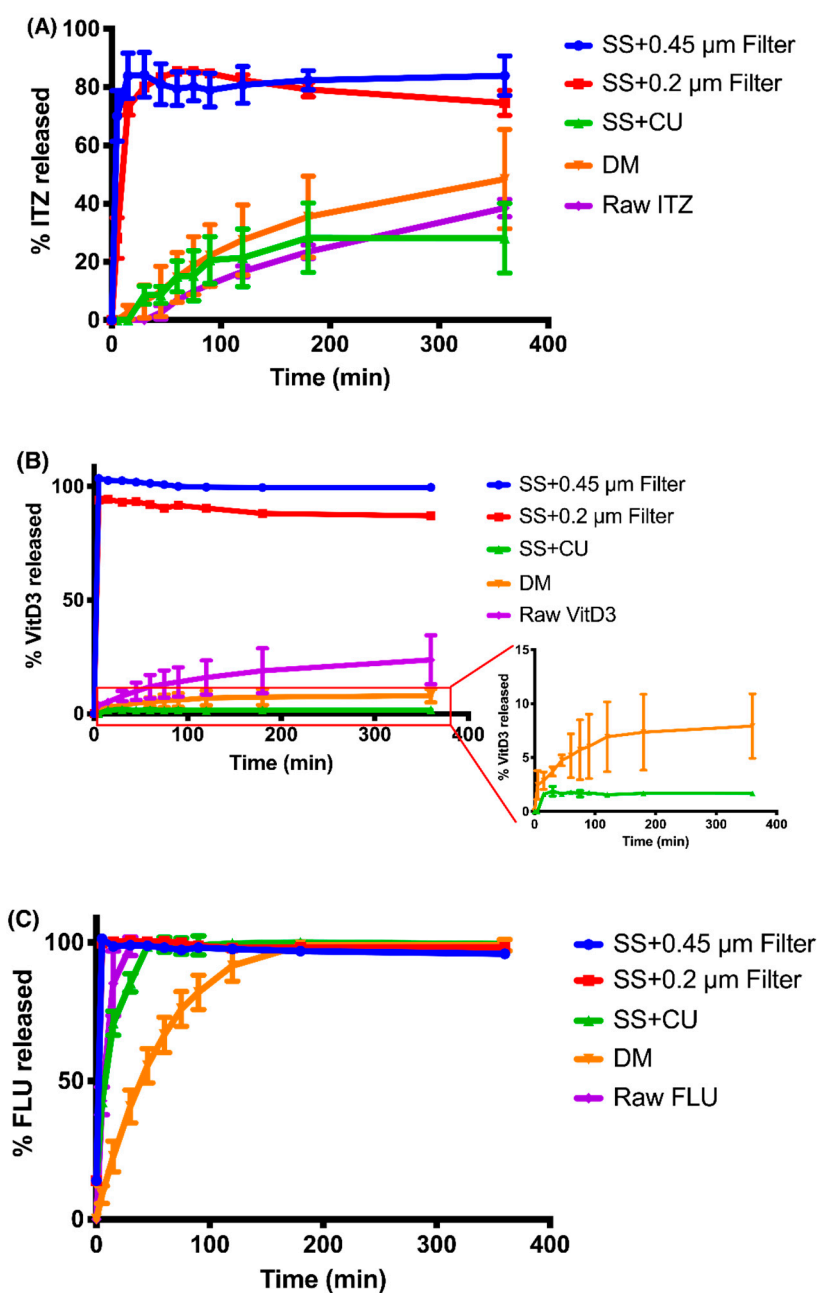 (A)
% ITZ released
100
80
60
40
20
0
0 100 200 300 400
Time (min)
SS+0.45 µm Filter
SS+0.2 µm Filter
SS+CU
DM
Raw ITZ
(B)
% VitD3 released
100
50
0
0 100 200 300 400
Time (min)
SS+0.45 µm Filter
SS+0.2 µm Filter
SS+CU
DM
Raw VitD3
% VitD3 released
15
10
5
0
0 100 200 300 400
Time (min)
(C)
% FLU released
100
50
0
0 100 200 300 400
Time (min)
SS+0.45 µm Filter
SS+0.2 µm Filter
SS+CU
DM
Raw FLU